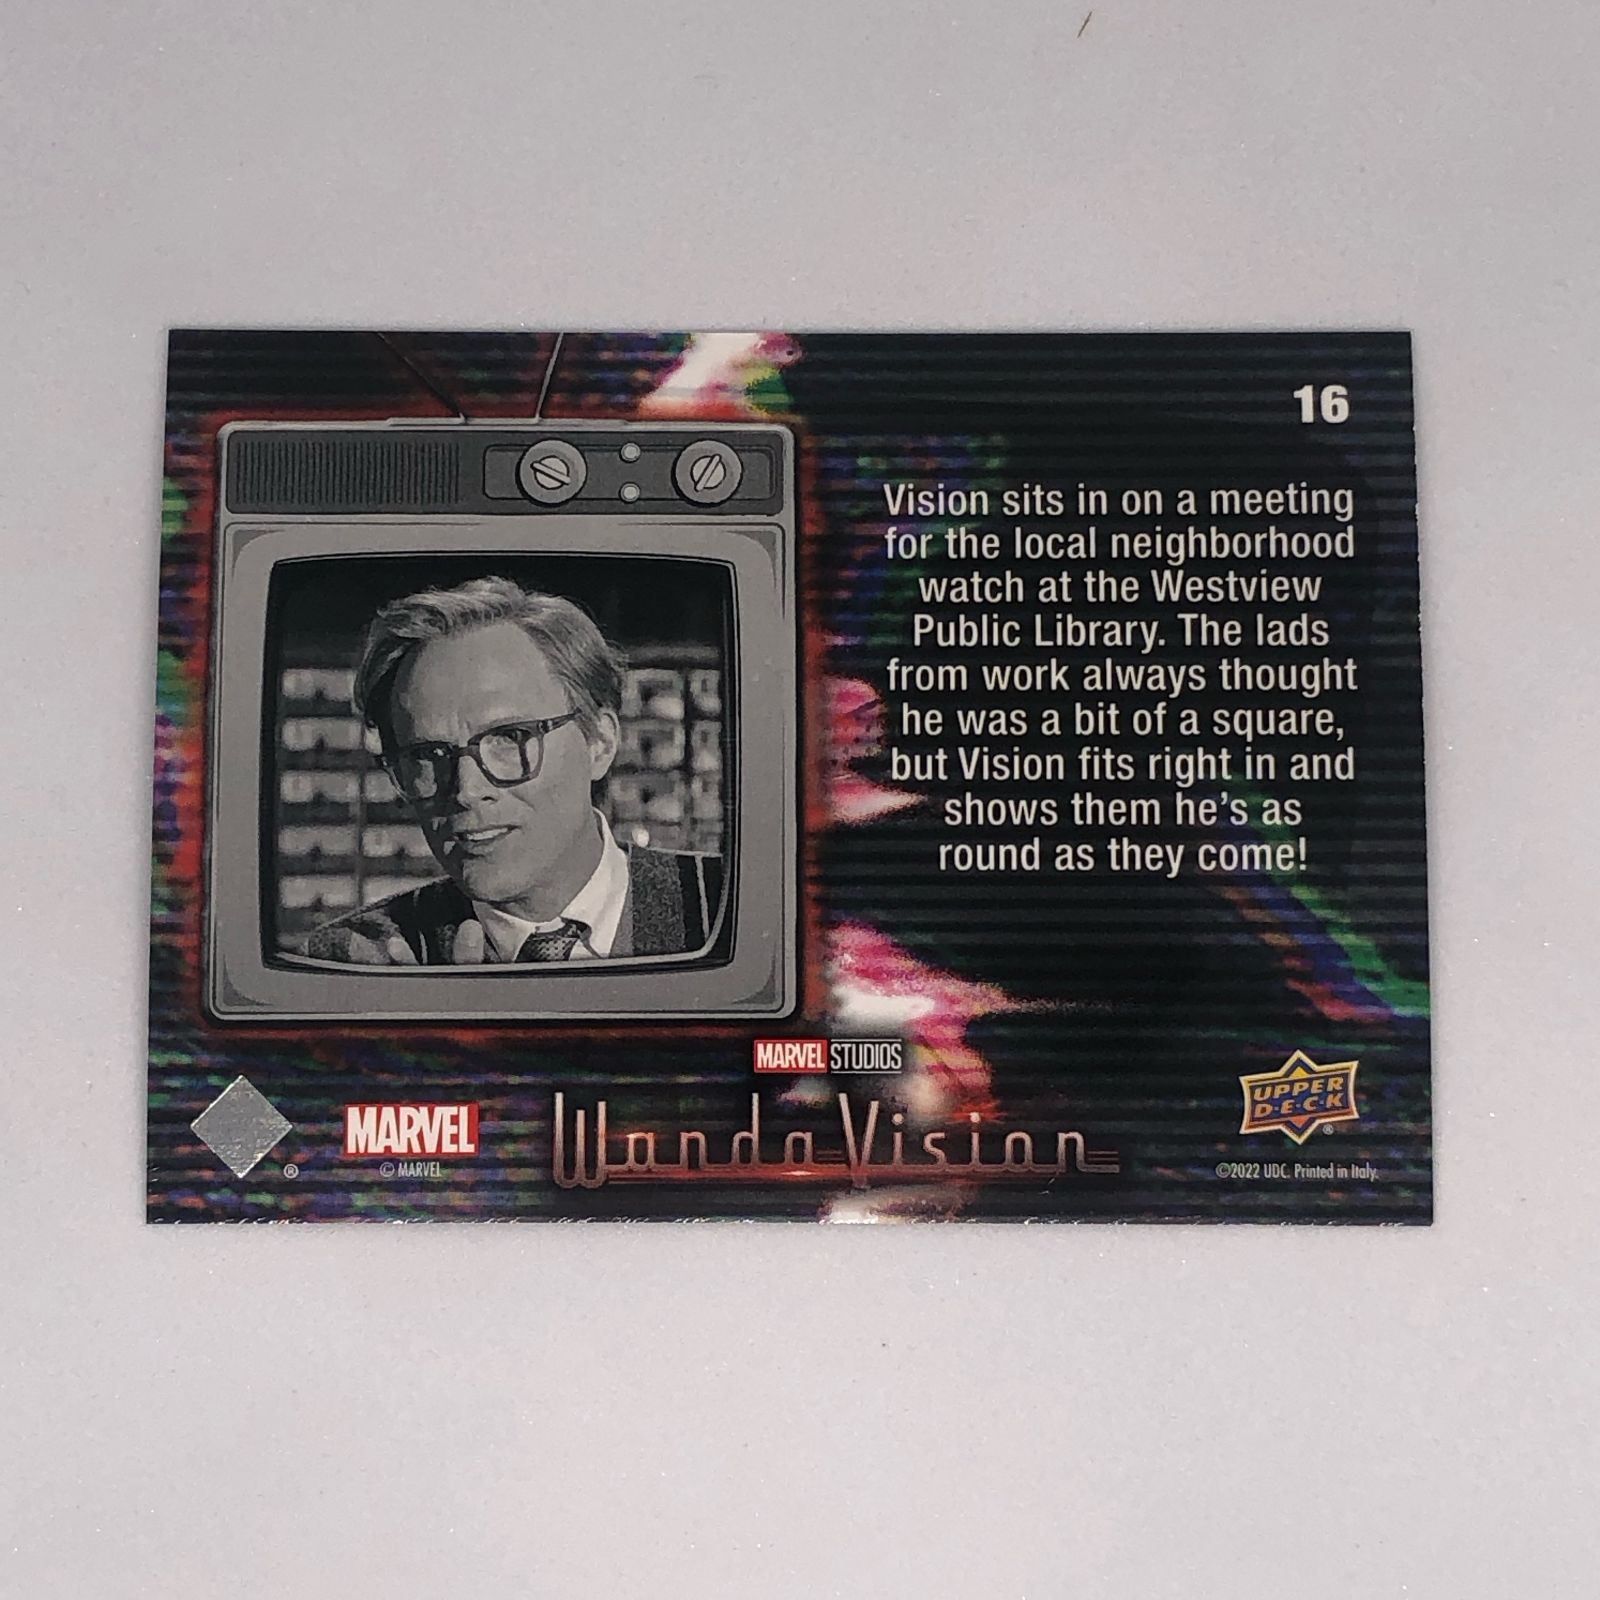 16
Vision sits in on a meeting
for the local neighborhood
watch at the Westview
Public Library. The lads
from work always thought
he was a bit of a square,
but Vision fits right in and
shows them he's as
round as they come!
MARVEL STUDIOS
WandaVision
MARVEL
© MARVEL
®
UPPER
D·E·C·K
®
©2022 UDC. Printed in Italy.